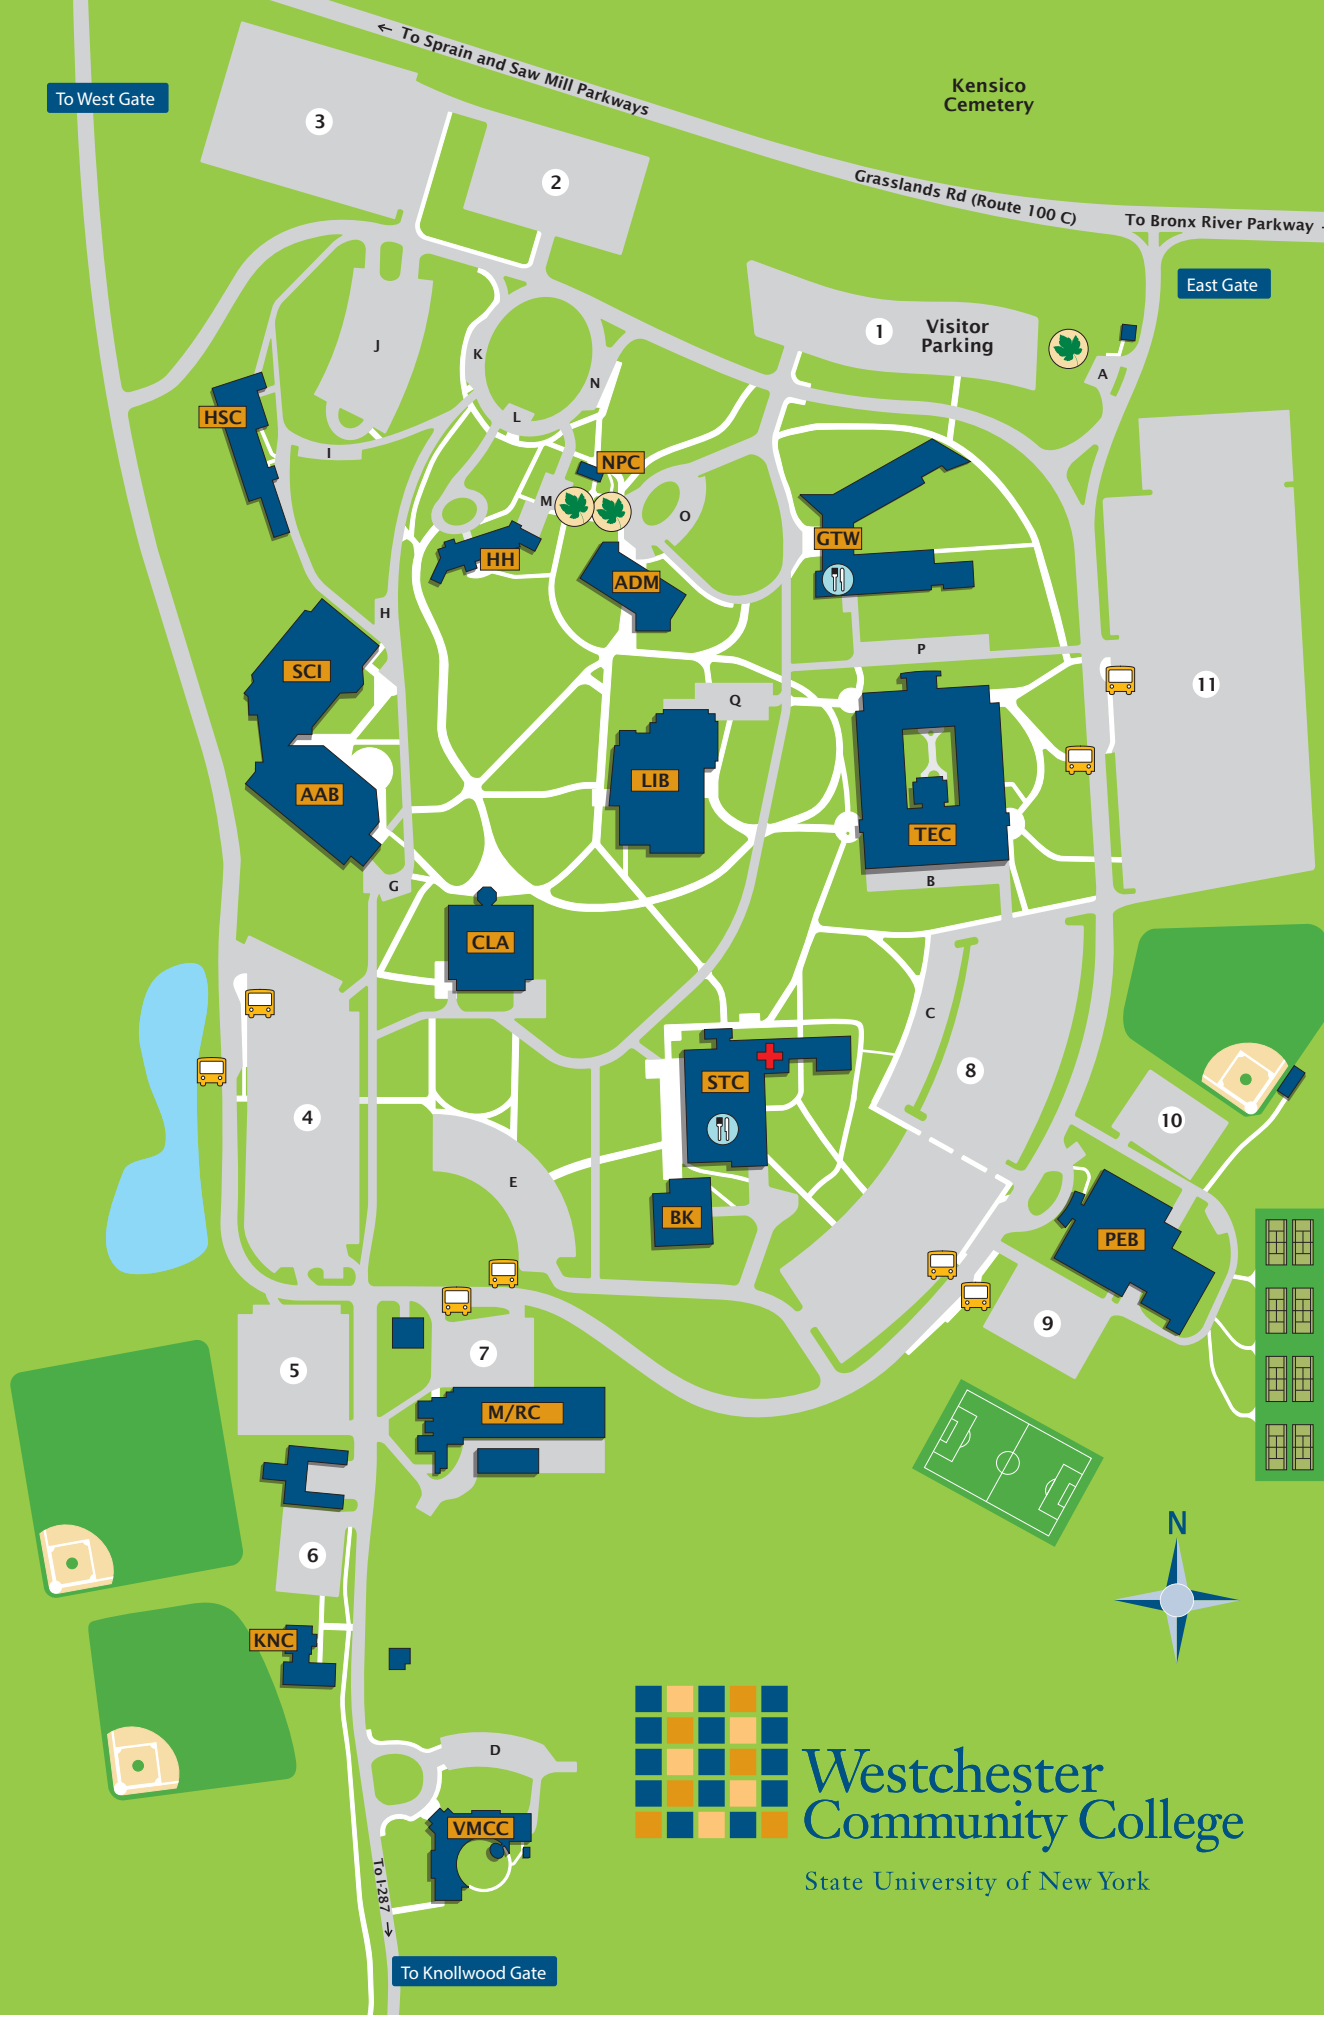 ← To Sprain and Saw Mill Parkways
Kensico
Cemetery
To West Gate
3
2
Grasslands Rd (Route 100 C)
To Bronx River Parkway
East Gate
1
Visitor
Parking
J
K
N
A
L
HSC
I
NPC
M
O
GTW
HH
ADM
H
P
SCI
11
Q
LIB
AAB
TEC
G
B
CLA
C
8
STC
4
10
E
BK
PEB
9
7
5
M/RC
N
6
KNC
D
VMCC
Westchester
Community College
State University of New York
To I-287 →
To Knollwood Gate